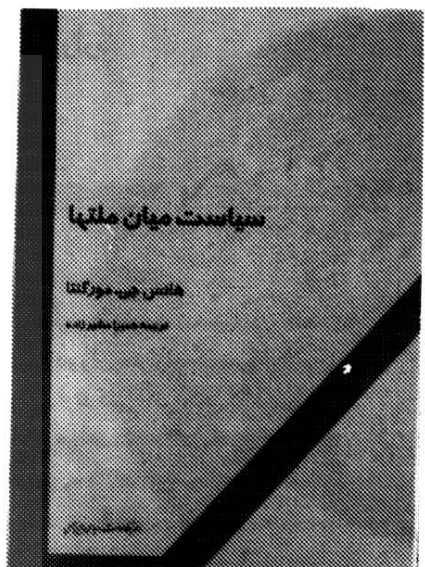 سیاست میان ملتها
هانس جی. مورگنتا
ترجمه حمیرا مشیرزاده